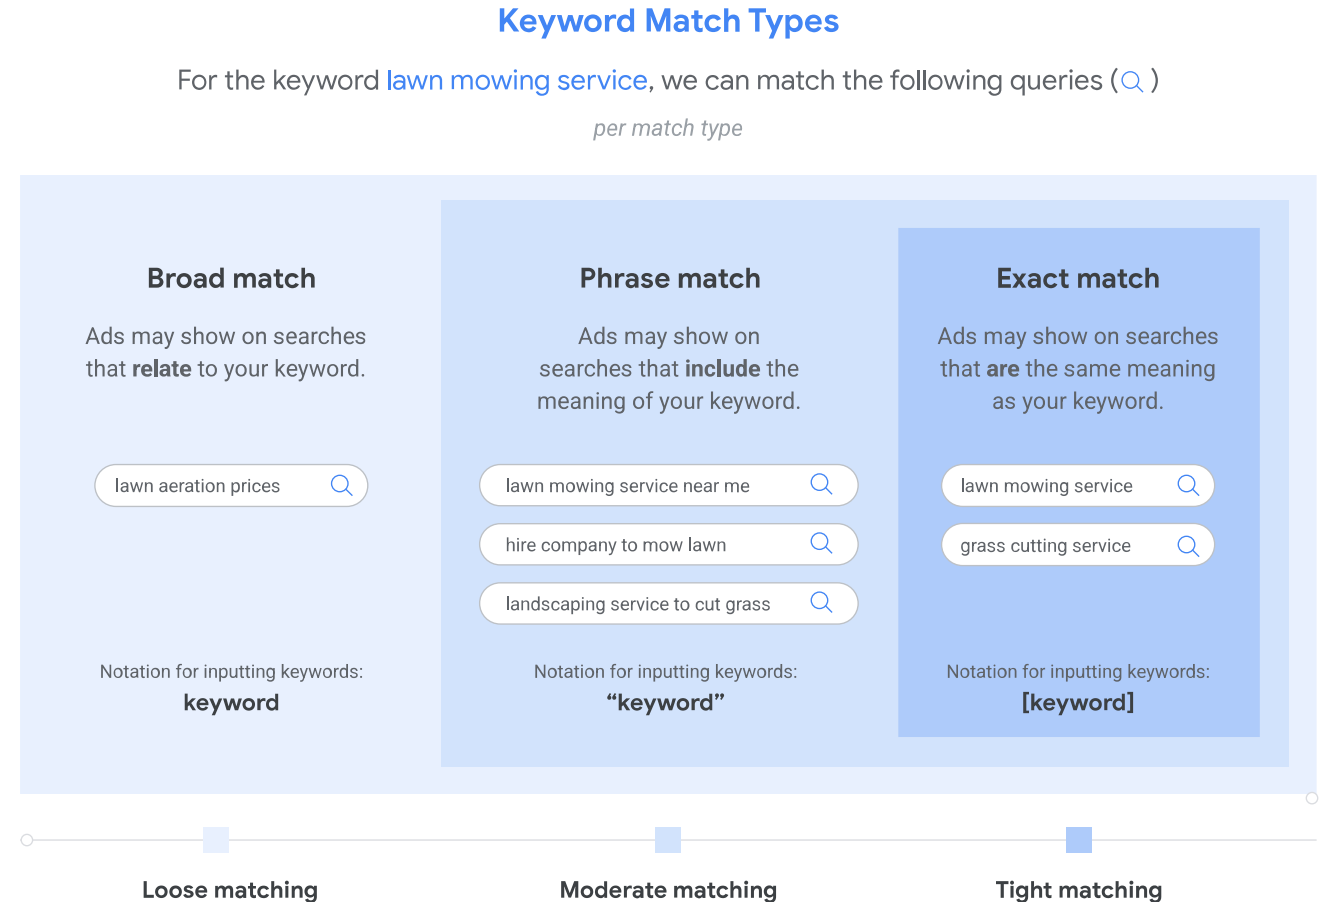 Keyword Match Types
For the keyword lawn mowing service, we can match the following queries ( )
per match type
Broad match
Ads may show on searches
that relate to your keyword.
lawn aeration prices
Notation for inputting keywords:
keyword
Phrase match
Ads may show on
searches that include the
meaning of your keyword.
lawn mowing service near me
hire company to mow lawn
landscaping service to cut grass
Notation for inputting keywords:
“keyword”
Exact match
Ads may show on searches
that are the same meaning
as your keyword.
lawn mowing service
grass cutting service
Notation for inputting keywords:
[keyword]
Loose matching
Moderate matching
Tight matching